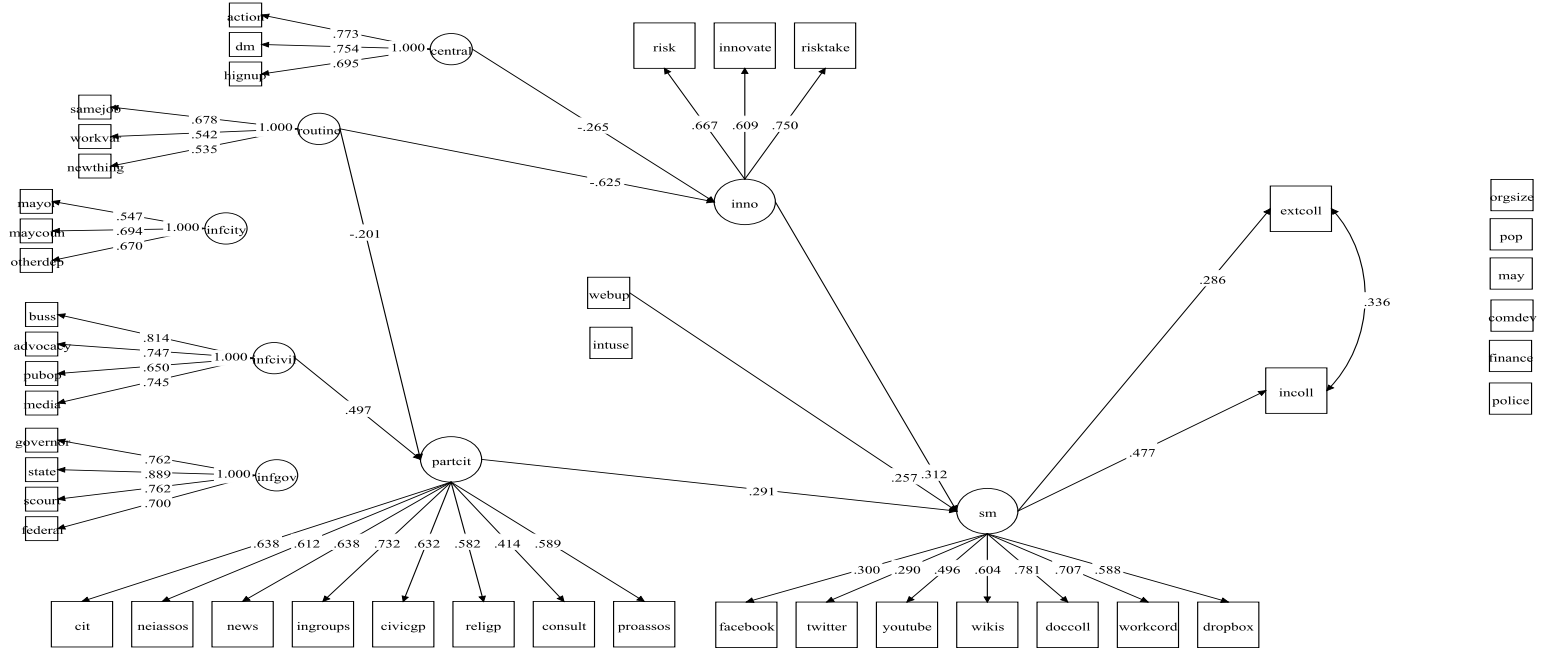 action
dm
hignup
.773
.754
.695
1.000
central
samejob
workvar
newthing
.678
.542
.535
1.000
routine
mayor
maycoun
otherdep
.547
.694
.670
1.000
infcity
buss
advocacy
pubop
media
.814
.747
.650
.745
1.000
infcivil
governor
state
scourt
federal
.762
.889
.762
.700
1.000
infgov
risk
innovate
risktake
.667
.609
.750
inno
-.265
-.625
-.201
.497
webup
intuse
partcit
.291
.257
.312
sm
.286
.477
extcoll
incoll
.336
orgsize
pop
may
comdev
finance
police
.638
.612
.638
.732
.632
.582
.414
.589
cit
neiassos
news
ingroups
civicgp
religp
consult
proassos
.300
.290
.496
.604
.781
.707
.588
facebook
twitter
youtube
wikis
doccoll
workcord
dropbox